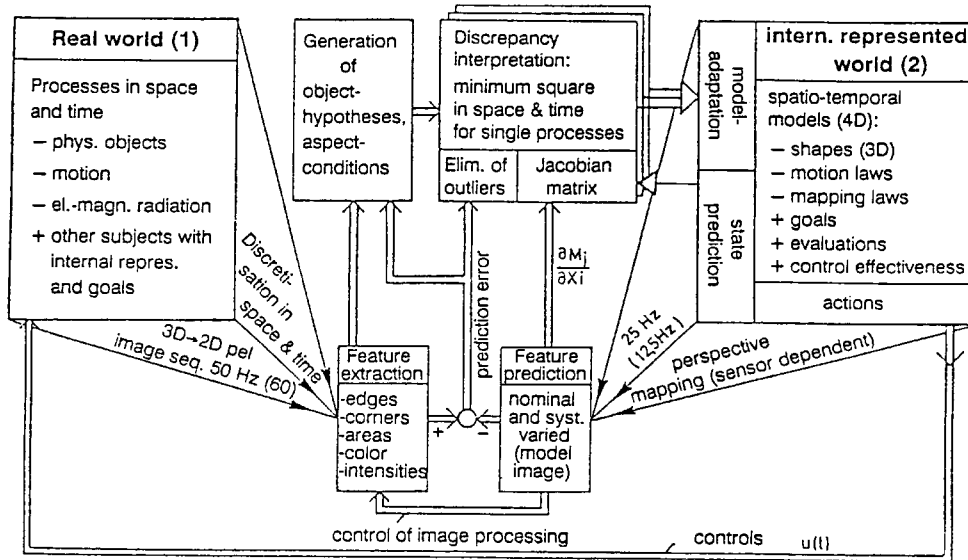 Real world (1)
Processes in space
and time
– phys. objects
– motion
– el.-magn. radiation
+ other subjects with
internal repres.
and goals
Generation
of
object-
hypotheses,
aspect-
conditions
Discrepancy
interpretation:
minimum square
in space & time
for single processes
Elim. of
outliers
Jacobian
matrix
model-
adaptation
state
prediction
intern. represented
world (2)
spatio-temporal
models (4D):
– shapes (3D)
– motion laws
– mapping laws
+ goals
+ evaluations
+ control effectiveness
actions
Discreti-
sation in
space & time
3D→2D pel
image seq. 50 Hz (60)
Feature
extraction
-edges
-corners
-areas
-color
-intensities
+
prediction error
-
∂Mj
∂Xi
Feature
prediction
nominal
and syst.
varied
(model
image)
25 Hz
(12.5Hz)
perspective
mapping (sensor dependent)
control of image processing
controls
u(t)